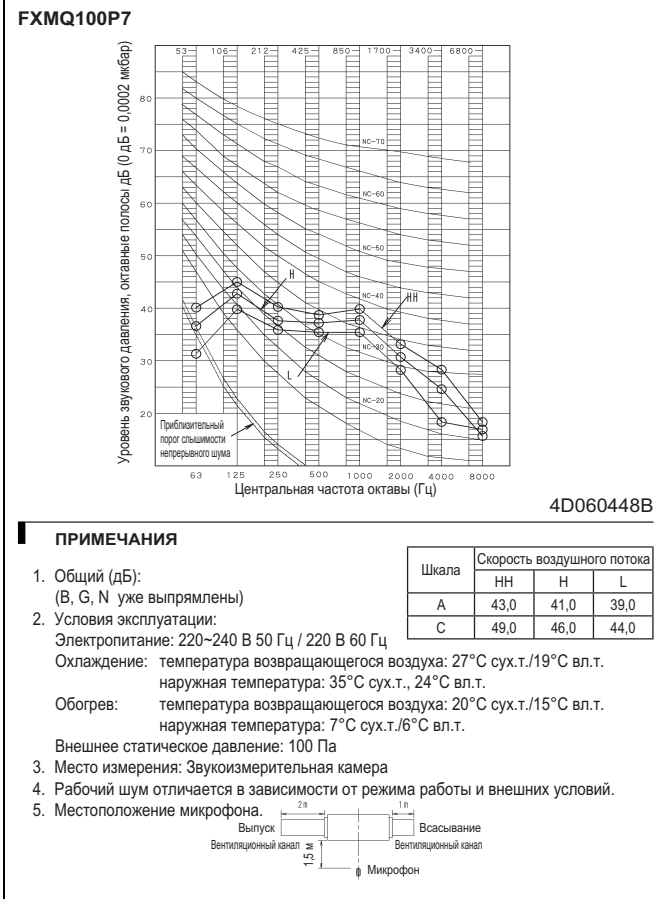 FXMQ100P7
Уровень звукового давления, октавные полосы дБ (0 дБ = 0,0002 мкбар)
53 106 212 425 850 1700 3400 6800
80
70
60
50
40
30
20
NC-70
NC-60
NC-50
NC-40
NC-30
NC-20
H
HH
L
Приблизительный
порог слышимости
непрерывного шума
63 125 250 500 1000 2000 4000 8000
Центральная частота октавы (Гц)
4D060448B
ПРИМЕЧАНИЯ
1. Общий (дБ):
(B, G, N уже выпрямлены)
Шкала Скорость воздушного потока
HH H L
A 43,0 41,0 39,0
C 49,0 46,0 44,0
2. Условия эксплуатации:
Электропитание: 220~240 В 50 Гц / 220 В 60 Гц
Охлаждение: температура возвращающегося воздуха: 27°C сух.т./19°C вл.т.
наружная температура: 35°C сух.т., 24°C вл.т.
Обогрев: температура возвращающегося воздуха: 20°C сух.т./15°C вл.т.
наружная температура: 7°C сух.т./6°C вл.т.
Внешнее статическое давление: 100 Па
3. Место измерения: Звукоизмерительная камера
4. Рабочий шум отличается в зависимости от режима работы и внешних условий.
5. Местоположение микрофона.
2m 1m
Выпуск Всасывание
Вентиляционный канал Вентиляционный канал
1,5 м
Микрофон